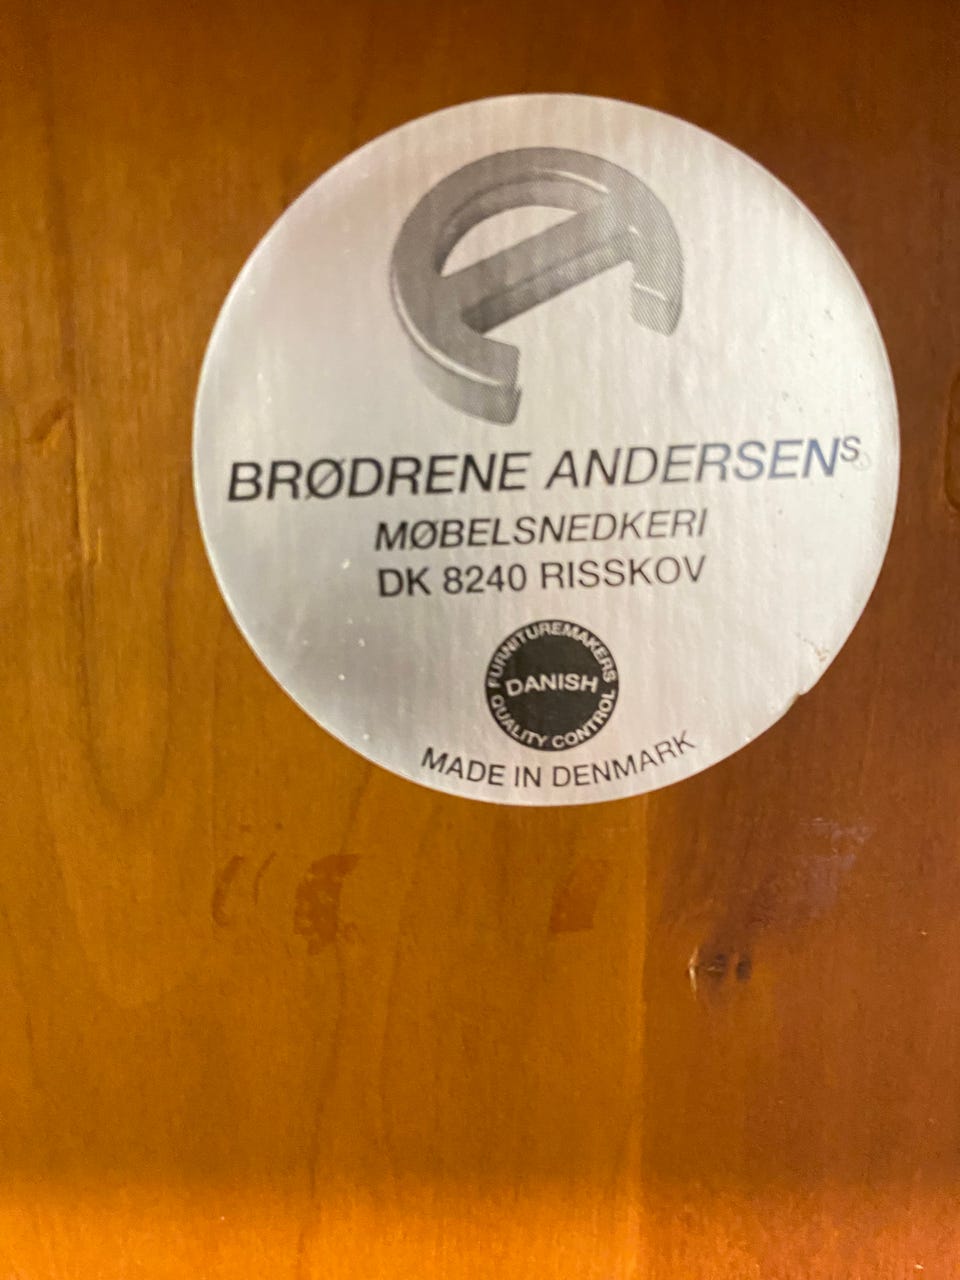 BRØDRENE ANDERSENS
MØBELSNEDKERI
DK 8240 RISSKOV
FURNITUREMAKERS
DANISH
QUALITY CONTROL
MADE IN DENMARK